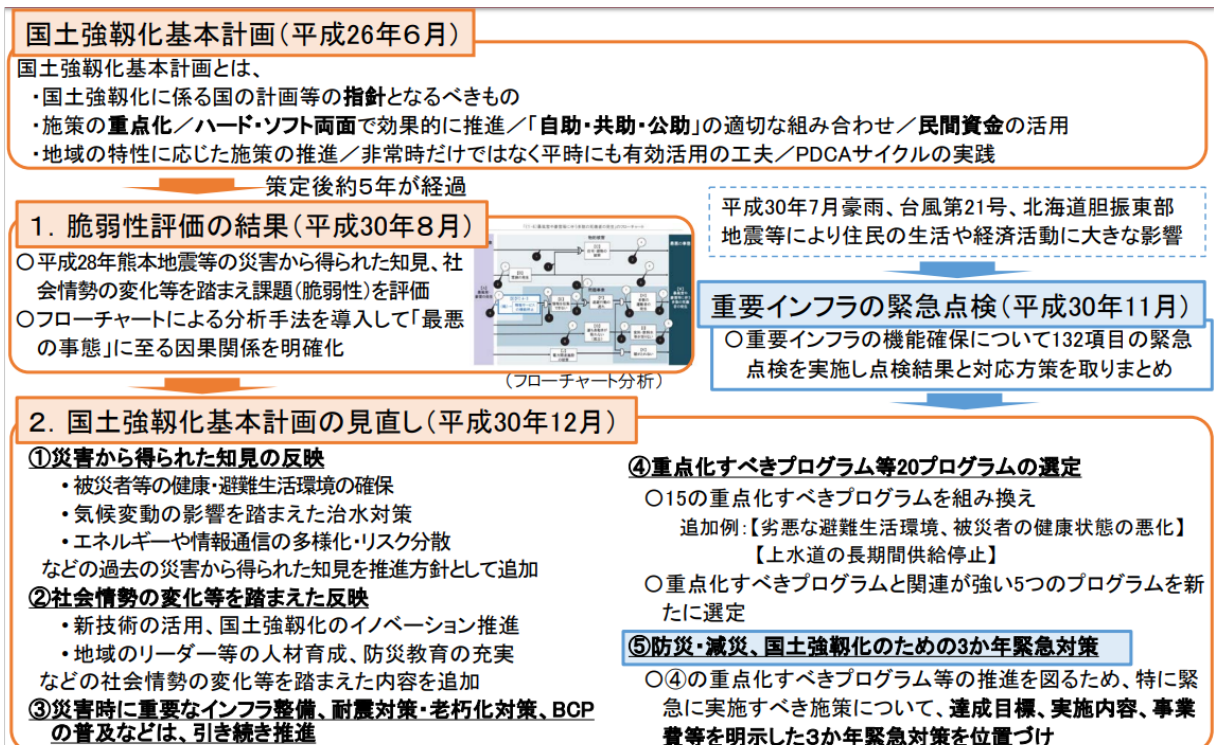 国土強靱化基本計画(平成26年6月)
国土強靱化基本計画とは、
・国土強靱化に係る国の計画等の指針となるべきもの
・施策の重点化／ハード・ソフト両面で効果的に推進／「自助・共助・公助」の適切な組み合わせ／民間資金の活用
・地域の特性に応じた施策の推進／非常時だけではなく平時にも有効活用の工夫／PDCAサイクルの実践
策定後約5年が経過
1．脆弱性評価の結果(平成30年8月)
○平成28年熊本地震等の災害から得られた知見、社
会情勢の変化等を踏まえ課題(脆弱性)を評価
○フローチャートによる分析手法を導入して「最悪
の事態」に至る因果関係を明確化
(フローチャート分析)
平成30年7月豪雨、台風第21号、北海道胆振東部
地震等により住民の生活や経済活動に大きな影響
重要インフラの緊急点検(平成30年11月)
○重要インフラの機能確保について132項目の緊急
点検を実施し点検結果と対応方策を取りまとめ
2．国土強靱化基本計画の見直し(平成30年12月)
①災害から得られた知見の反映
・被災者等の健康・避難生活環境の確保
・気候変動の影響を踏まえた治水対策
・エネルギーや情報通信の多様化・リスク分散
などの過去の災害から得られた知見を推進方針として追加
②社会情勢の変化等を踏まえた反映
・新技術の活用、国土強靱化のイノベーション推進
・地域のリーダー等の人材育成、防災教育の充実
などの社会情勢の変化等を踏まえた内容を追加
③災害時に重要なインフラ整備、耐震対策・老朽化対策、BCP
の普及などは、引き続き推進
④重点化すべきプログラム等20プログラムの選定
○15の重点化すべきプログラムを組み換え
追加例:【劣悪な避難生活環境、被災者の健康状態の悪化】
【上水道の長期間供給停止】
○重点化すべきプログラムと関連が強い5つのプログラムを新
たに選定
⑤防災・減災、国土強靱化のための3か年緊急対策
○④の重点化すべきプログラム等の推進を図るため、特に緊
急に実施すべき施策について、達成目標、実施内容、事業
費等を明示した3か年緊急対策を位置づけ